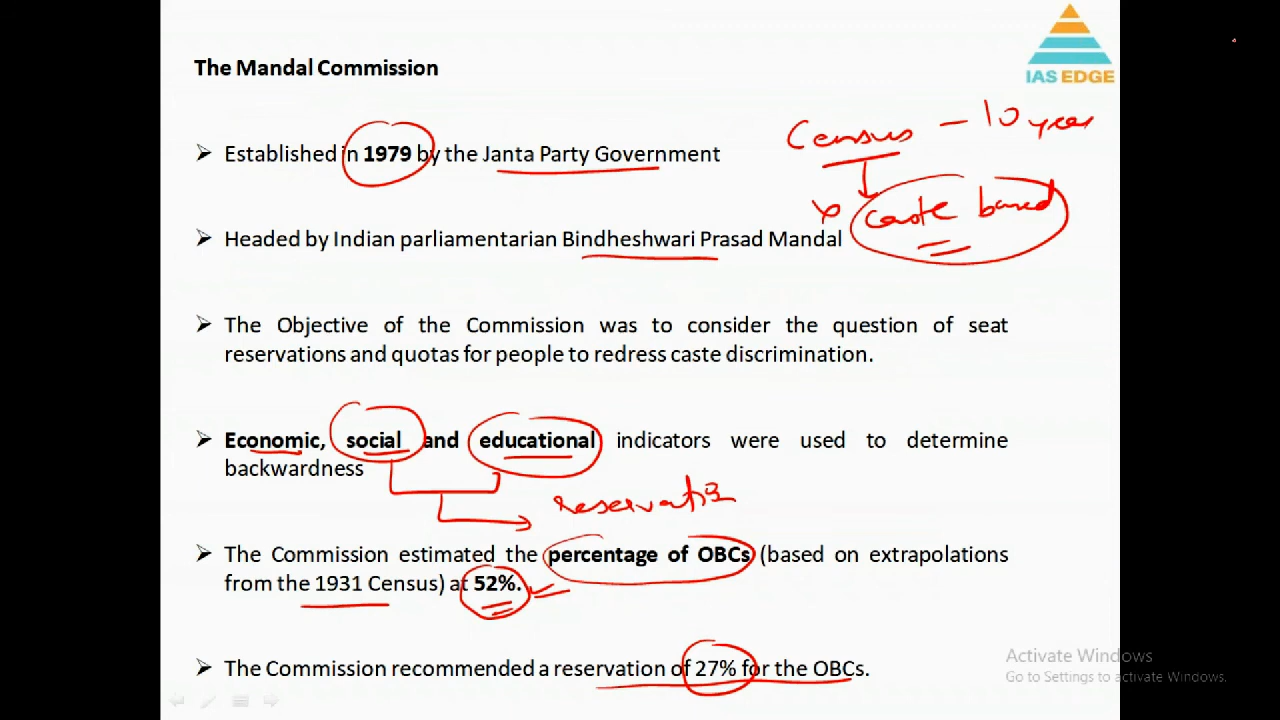 IAS EDGE
The Mandal Commission
Census – 10 year
➢ Established in 1979 by the Janta Party Government
x caste based
➢ Headed by Indian parliamentarian Bindheshwari Prasad Mandal
➢ The Objective of the Commission was to consider the question of seat
reservations and quotas for people to redress caste discrimination.
➢ Economic, social and educational indicators were used to determine
backwardness
reservation
➢ The Commission estimated the percentage of OBCs (based on extrapolations
from the 1931 Census) at 52%.
➢ The Commission recommended a reservation of 27% for the OBCs.
Activate Windows
Go to Settings to activate Windows.